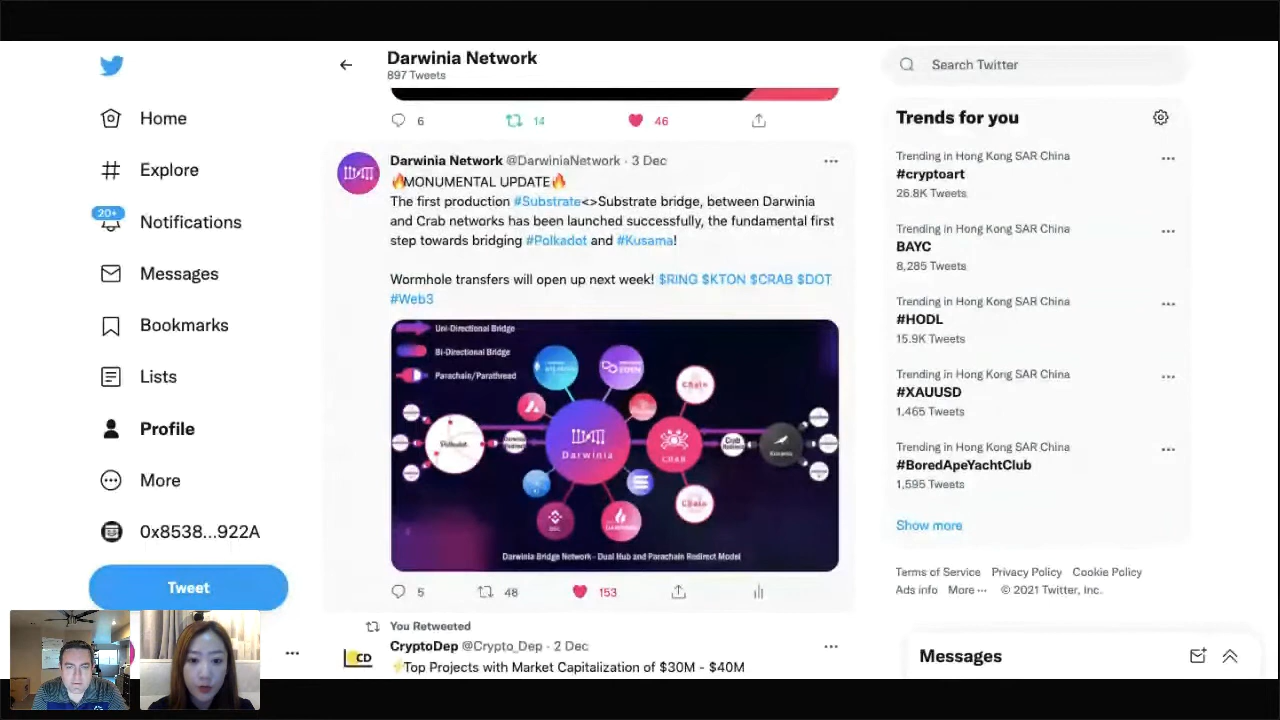 Home
Explore
20+
Notifications
Messages
Bookmarks
Lists
Profile
More
0x8538...922A
Tweet
Darwinia Network
897 Tweets
6
14
46
Darwinia Network @DarwiniaNetwork · 3 Dec
🔥MONUMENTAL UPDATE🔥
The first production #Substrate<>Substrate bridge, between Darwinia
and Crab networks has been launched successfully, the fundamental first
step towards bridging #Polkadot and #Kusama!
Wormhole transfers will open up next week! $RING $KTON $CRAB $DOT
#Web3
Uni-Directional Bridge
Bi-Directional Bridge
Parachain/Parathread
Chain
Polkadot
Darwinia
CRAB
Crab
Redirect
Kusama
Chain
Darwinia Bridge Network - Dual Hub and Parachain Redirect Model
5
48
153
You Retweeted
CryptoDep @Crypto_Dep · 2 Dec
CD
⚡Top Projects with Market Capitalization of $30M - $40M
Search Twitter
Trends for you
Trending in Hong Kong SAR China
#cryptoart
26.8K Tweets
Trending in Hong Kong SAR China
BAYC
8,285 Tweets
Trending in Hong Kong SAR China
#HODL
15.9K Tweets
Trending in Hong Kong SAR China
#XAUUSD
1,465 Tweets
Trending in Hong Kong SAR China
#BoredApeYachtClub
1,595 Tweets
Show more
Terms of Service Privacy Policy Cookie Policy
Ads info More ··· © 2021 Twitter, Inc.
Messages